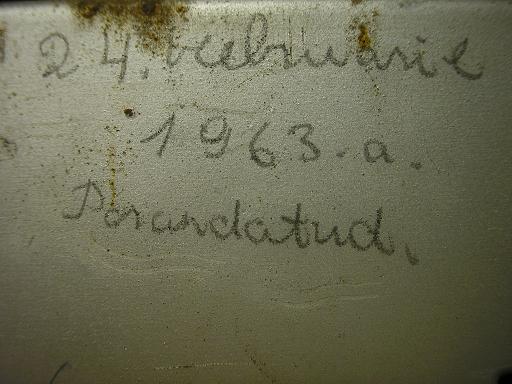 24. veebruaril
1963. a.
Parandatud.